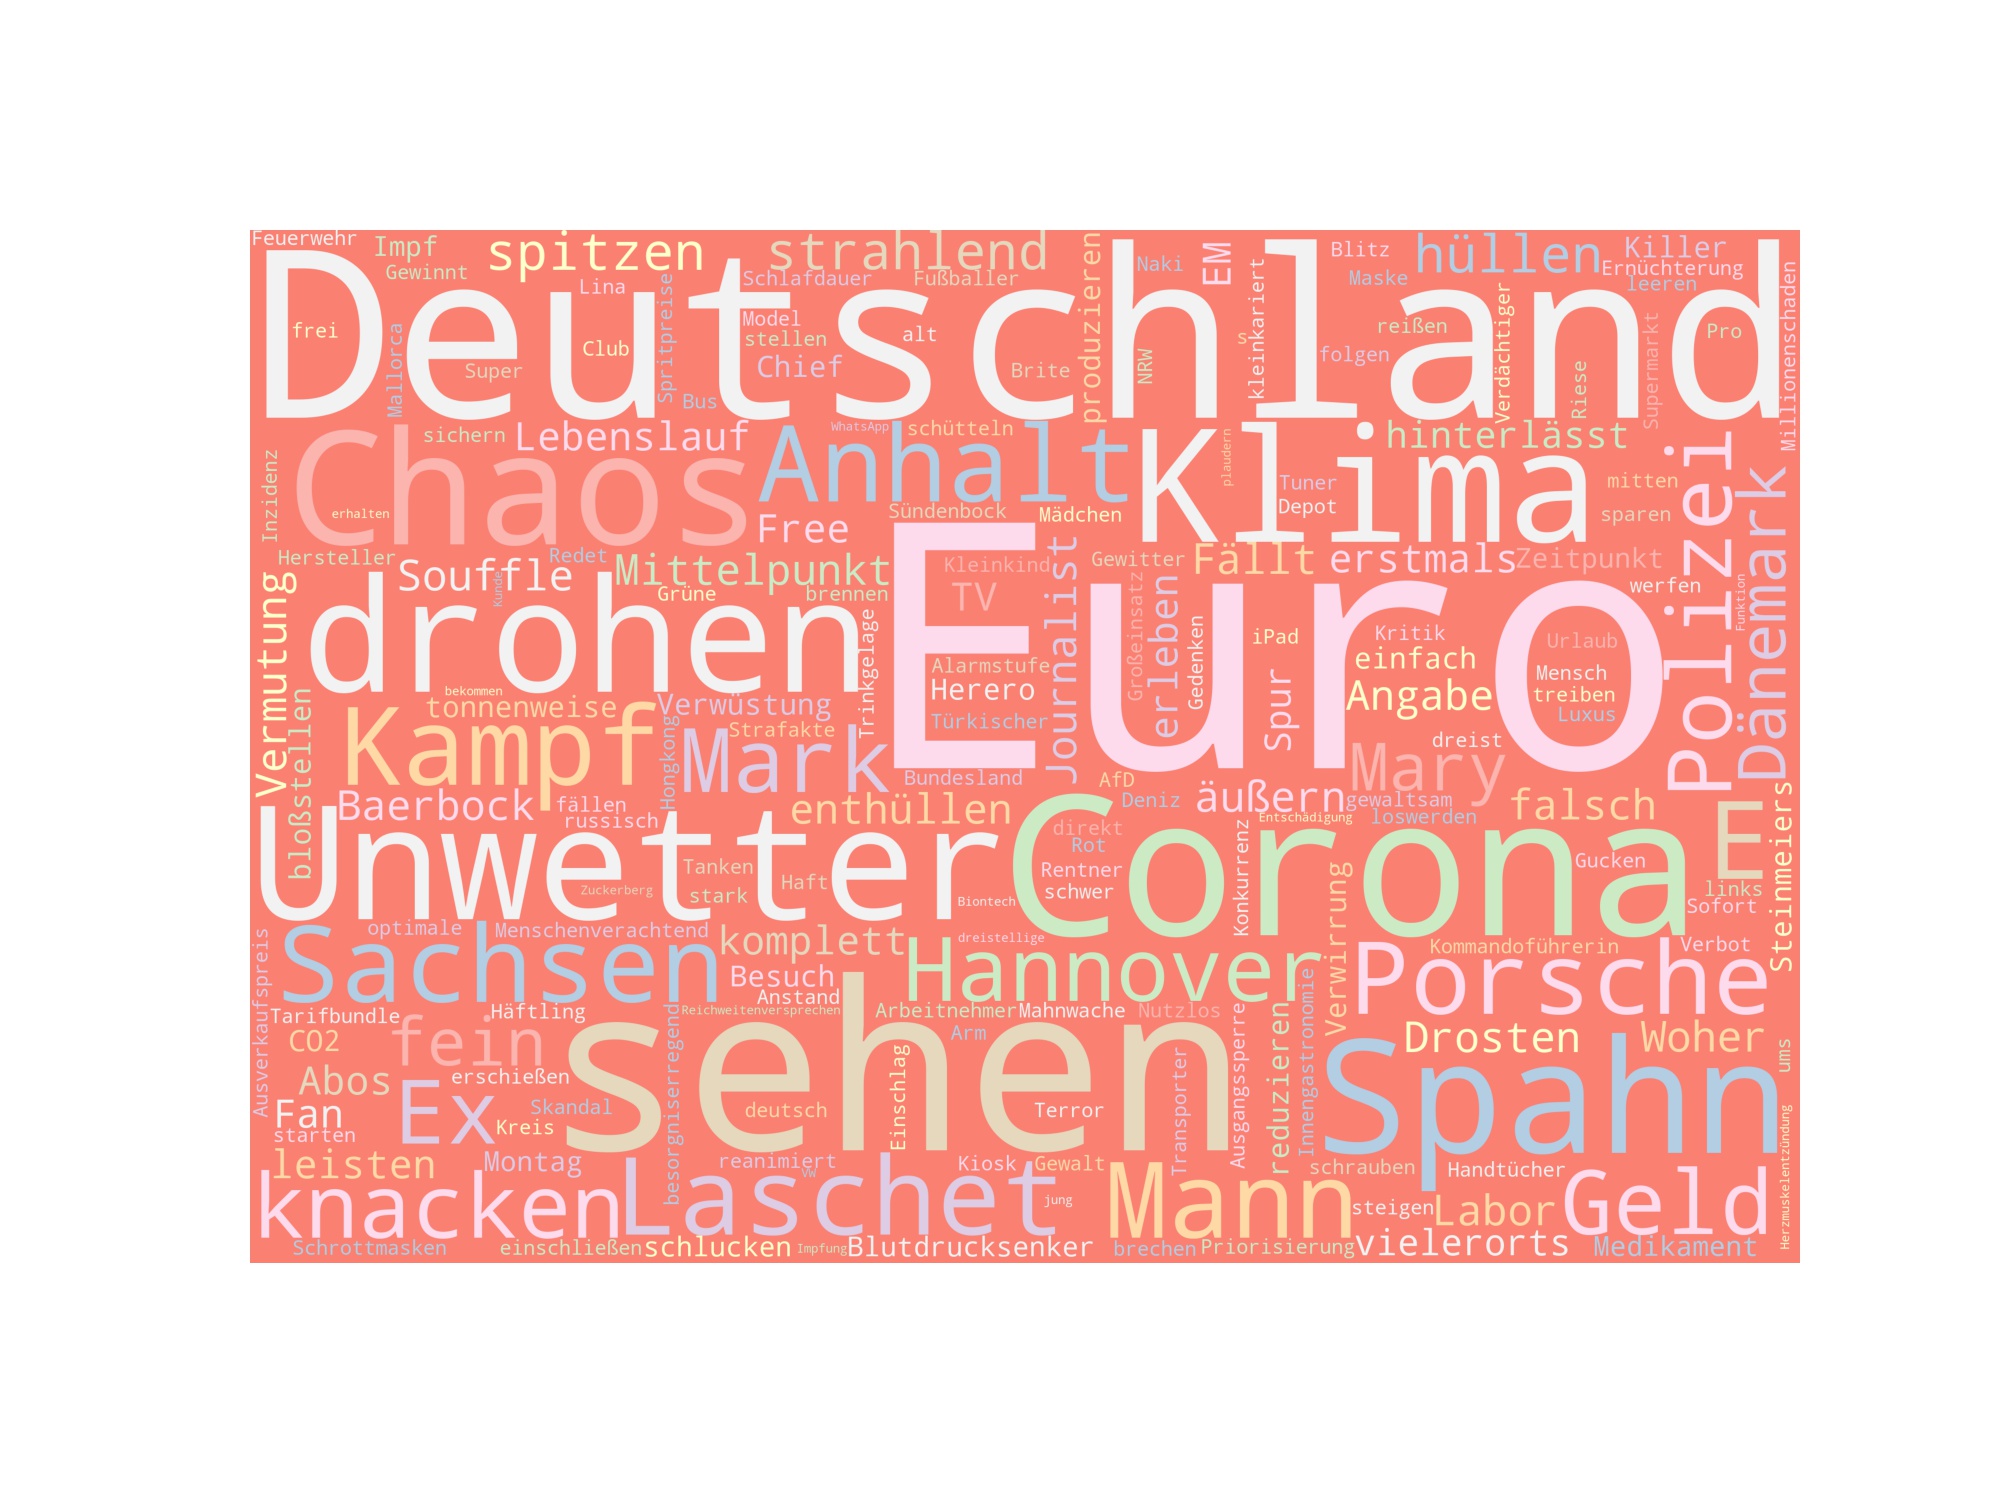 Feuerwehr
Impf
Gewinnt
spitzen
strahlend
Schlafdauer
Fußballer
produzieren
Naki
EM
Blitz
hüllen
Maske
Killer
Ernüchterung
leeren
Millionenschaden
Deutschland
frei
Lina
Club
Super
Mallorca
Spritpreise
Bus
Model
stellen
Chief
alt
Brite
NRW
s
kleinkariert
reißen
folgen
Verdächtiger
Riese
Supermarkt
Pro
Chaos
sichern
Lebenslauf
WhatsApp
schütteln
Anhalt
Klima
plaudern
hinterlässt
Tuner
Depot
mitten
sparen
Polizei
Dänemark
Inzidenz
erhalten
Free
Sündenbock
Mädchen
Hersteller
Redet
Kunde
Souffle
Mittelpunkt
Grüne
brennen
Kleinkind
TV
Journalist
Gewitter
Fällt
erstmals
Zeitpunkt
werfen
Funktion
drohen
Euro
Vermutung
Trinkgelage
Großeinsatz
erleben
Gedenken
iPad
Kritik
Urlaub
einfach
Mensch
Alarmstufe
Herero
Türkischer
Spur
Angabe
treiben
Luxus
bekommen
tonnenweise
Verwüstung
Strafakte
bloßstellen
Kampf
Hongkong
Mark
Bundesland
AfD
dreist
Mary
Baerbock
fällen
russisch
enthüllen
Deniz
äußern
gewaltsam
Entschädigung
loswerden
falsch
E
Steinmeiers
Unwetter
Corona
direkt
Rot
Rentner
schwer
Tanken
Haft
stark
Zuckerberg
Biontech
Konkurrenz
Verwirrung
Gucken
links
Sofort
optimale
Menschenverachtend
komplett
dreistellige
Kommandoführerin
Verbot
Ausverkaufspreis
Sachsen
Besuch
Anstand
Hannover
Porsche
Tarifbundle
Häftling
Reichweitenversprechen
Arbeitnehmer
Mahnwache
Nutzlos
Innengastronomie
CO2
fein
besorgniserregend
sehen
Arm
Ausgangssperre
reduzieren
Drosten
Woher
ums
Abos
erschießen
Einschlag
Transporter
Spahn
Fan
Ex
Skandal
deutsch
Terror
starten
Kreis
leisten
Montag
reanimiert
VW
Kiosk
Gewalt
schrauben
Handtücher
Herzmuskelentzündung
knacken
Laschet
jung
Mann
steigen
Labor
Geld
Schrottmasken
einschließen
schlucken
Impfung
Blutdrucksenker
brechen
Priorisierung
vielerorts
Medikament